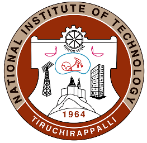 NATIONAL INSTITUTE OF TECHNOLOGY
1964
TIRUCHIRAPPALLI